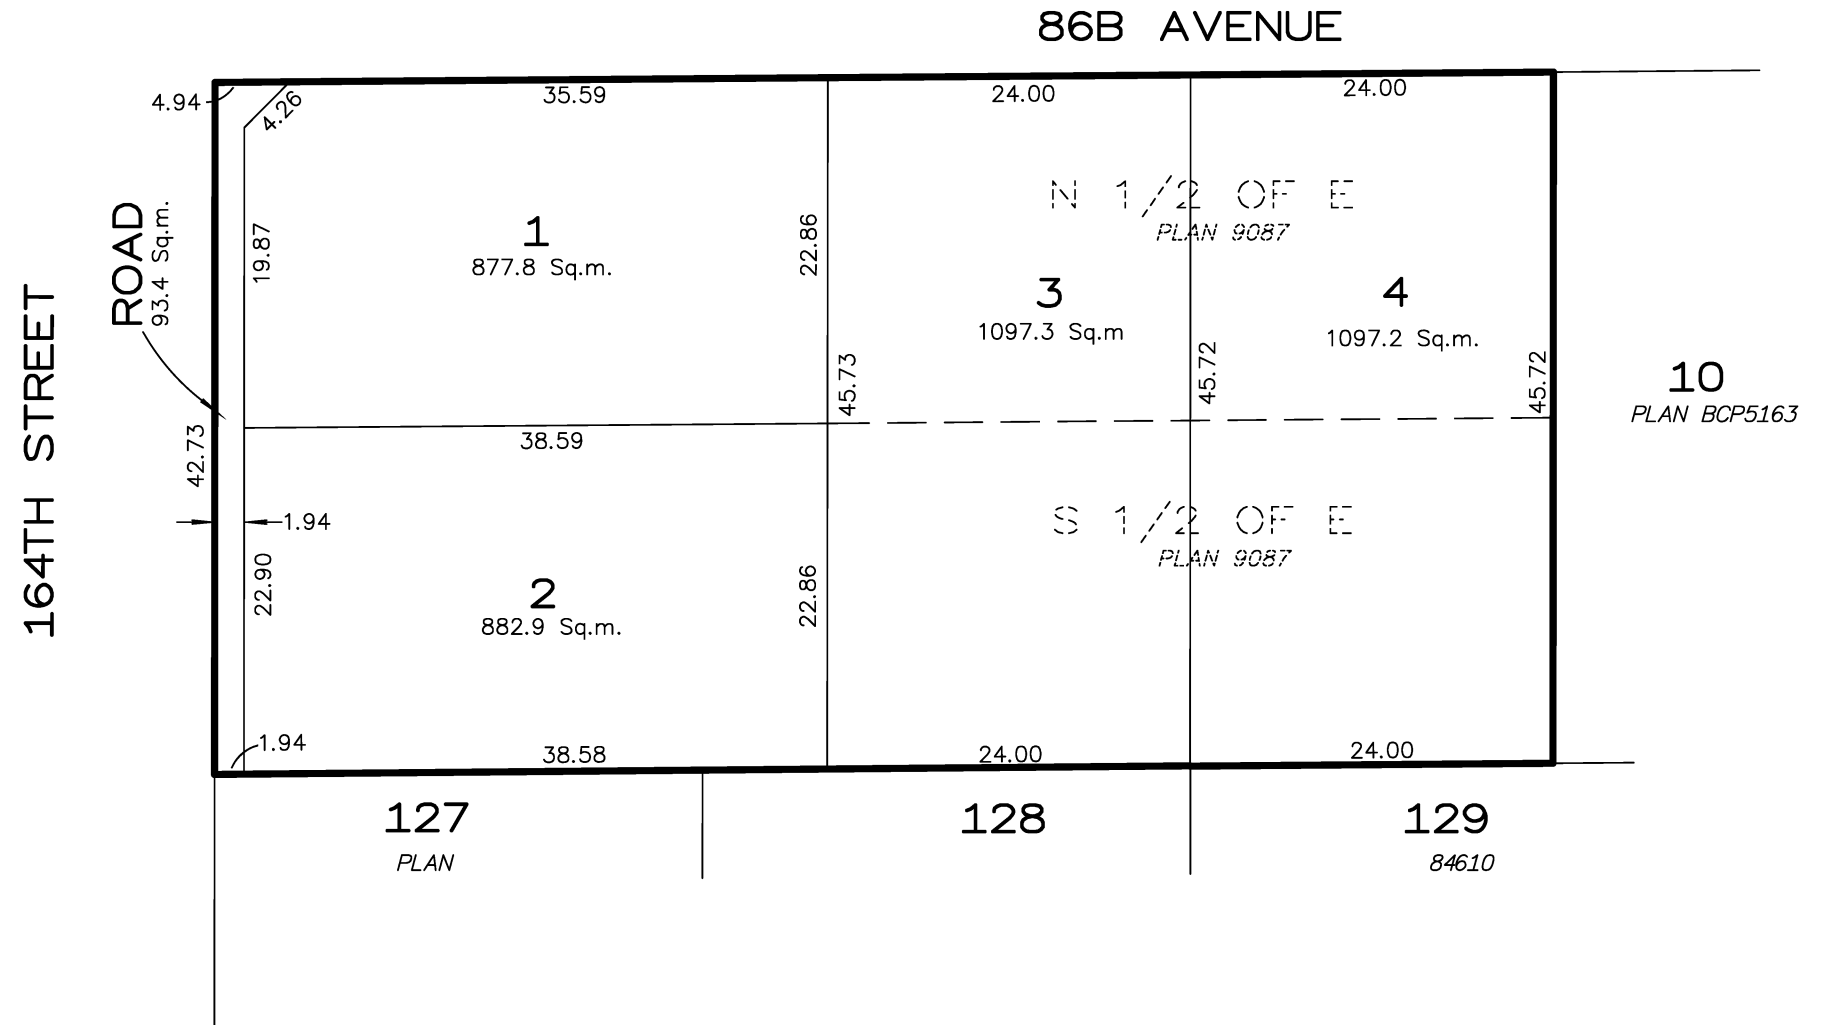 86B AVENUE
4.94
4.26
35.59
24.00
24.00
164TH STREET
ROAD
93.4 Sq.m.
19.87
1
877.8 Sq.m.
22.86
N 1/2 OF E
PLAN 9087
3
1097.3 Sq.m
4
1097.2 Sq.m.
45.73
45.72
45.72
10
PLAN BCP5163
42.73
38.59
1.94
22.90
2
882.9 Sq.m.
22.86
S 1/2 OF E
PLAN 9087
1.94
38.58
24.00
24.00
127
PLAN
128
129
84610